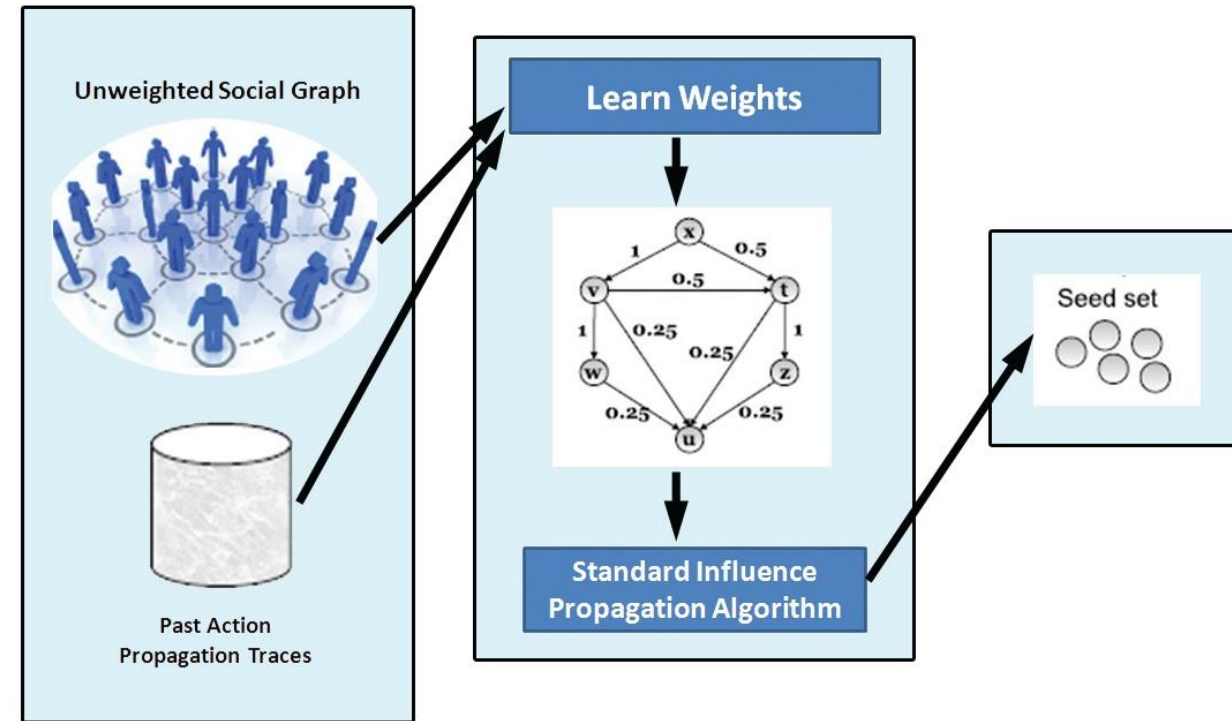 Unweighted Social Graph
Past Action
Propagation Traces
Learn Weights
x
1
0.5
v
0.5
t
1
0.25
0.25
1
w
z
0.25
0.25
u
Standard Influence
Propagation Algorithm
Seed set